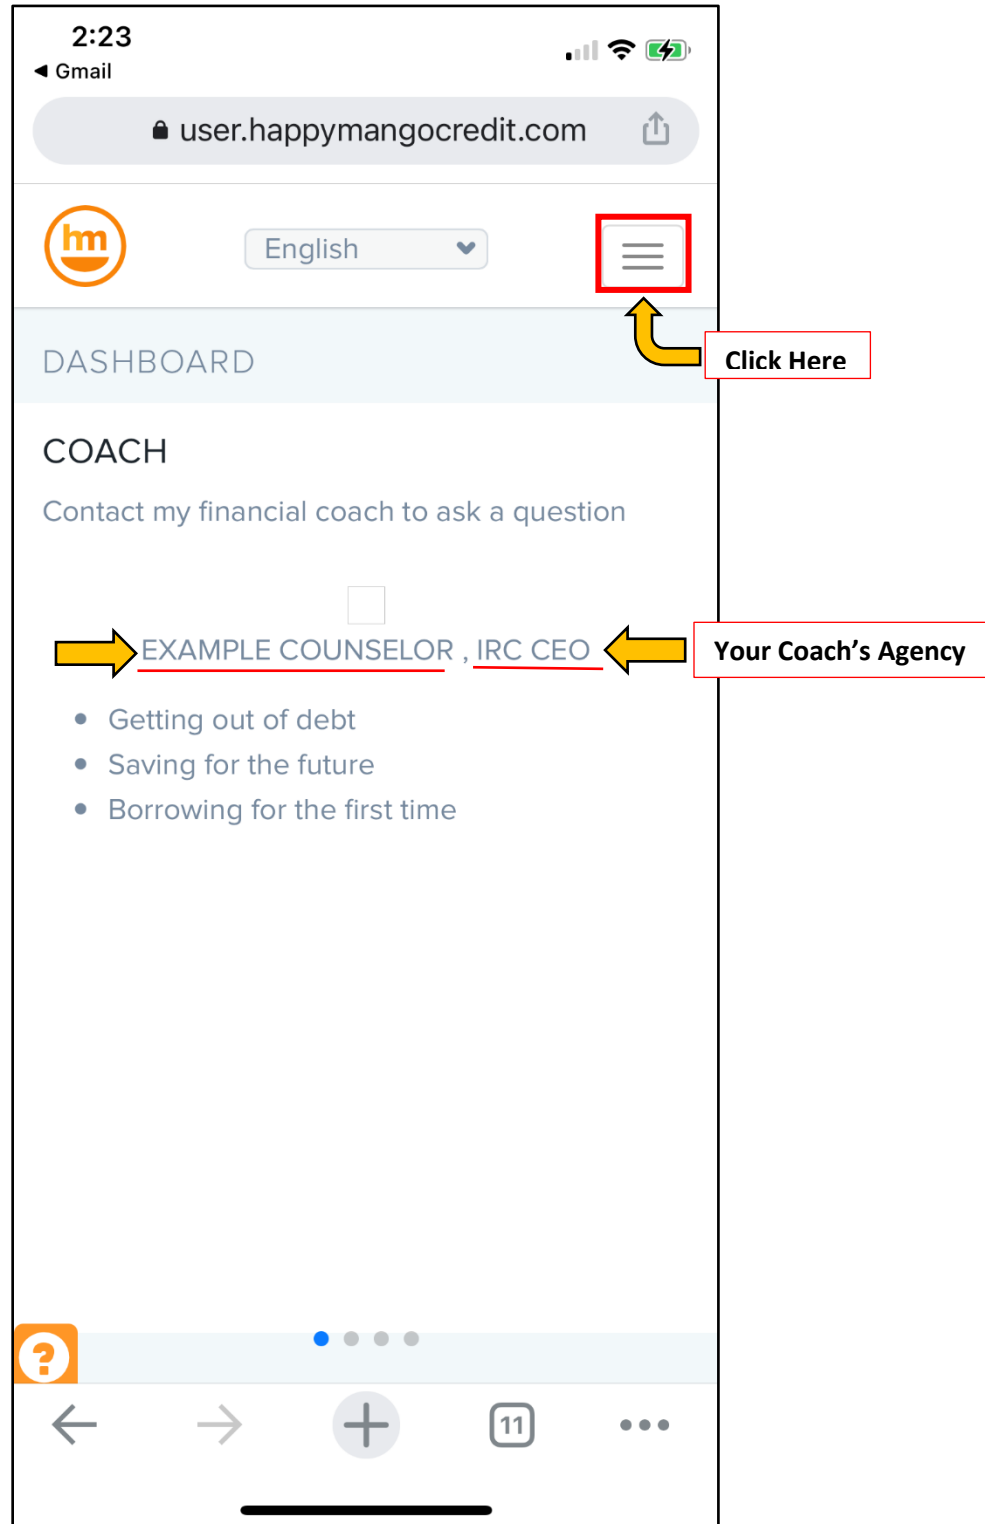 2:23
◄ Gmail
user.happymangocredit.com
hm
English
DASHBOARD
Click Here
COACH
Contact my financial coach to ask a question
EXAMPLE COUNSELOR , IRC CEO
Your Coach’s Agency
• Getting out of debt
• Saving for the future
• Borrowing for the first time
?
11